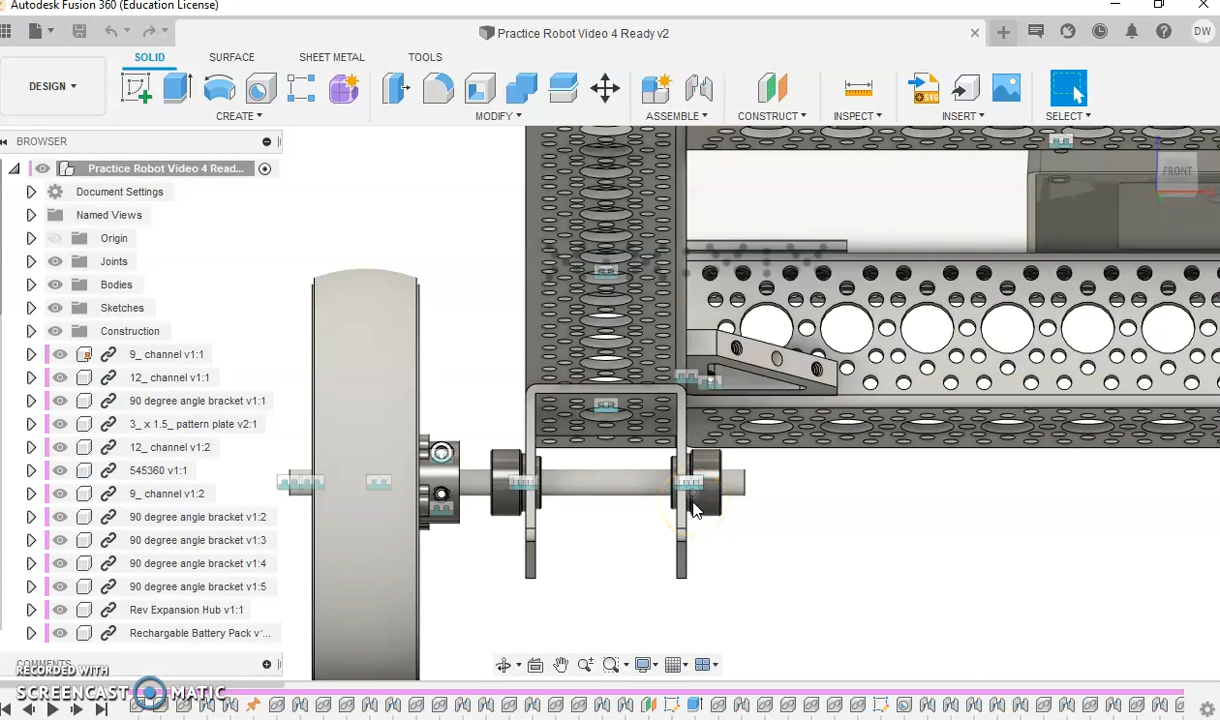 Autodesk Fusion 360 (Education License)
Practice Robot Video 4 Ready v2
DW
SOLID SURFACE SHEET METAL TOOLS
DESIGN
CREATE MODIFY ASSEMBLE CONSTRUCT INSPECT INSERT SELECT
SVG
BROWSER
FRONT
Practice Robot Video 4 Read...
Document Settings
Named Views
Origin
Joints
Bodies
Sketches
Construction
9_ channel v1:1
12_ channel v1:1
90 degree angle bracket v1:1
3_ x 1.5_ pattern plate v2:1
12_ channel v1:2
545360 v1:1
9_ channel v1:2
90 degree angle bracket v1:2
90 degree angle bracket v1:3
90 degree angle bracket v1:4
90 degree angle bracket v1:5
Rev Expansion Hub v1:1
Rechargable Battery Pack v'...
COMMENTS
RECORDED WITH
SCREENCAST MATIC